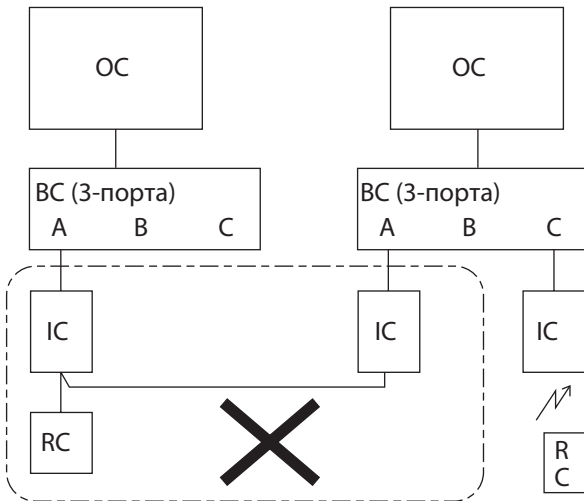 OC OC
BC (3-порта) BC (3-порта)
A B C A B C
IC IC IC
RC
R
C